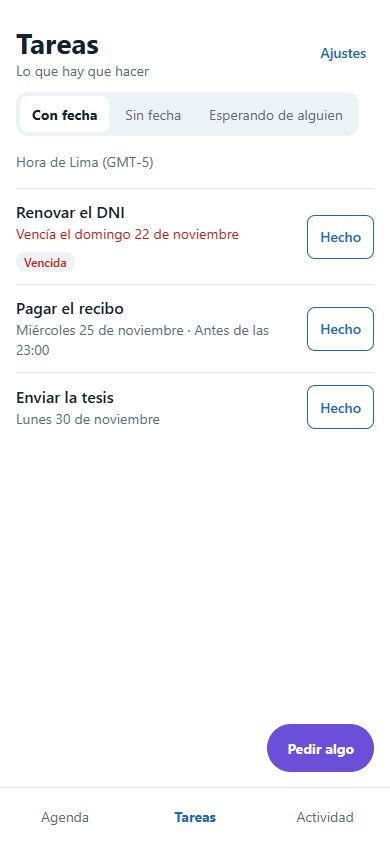 Tareas
Ajustes
Lo que hay que hacer
Con fecha
Sin fecha
Esperando de alguien
Hora de Lima (GMT-5)
Renovar el DNI
Vencía el domingo 22 de noviembre
Vencida
Hecho
Pagar el recibo
Miércoles 25 de noviembre · Antes de las
23:00
Hecho
Enviar la tesis
Lunes 30 de noviembre
Hecho
Pedir algo
Agenda
Tareas
Actividad